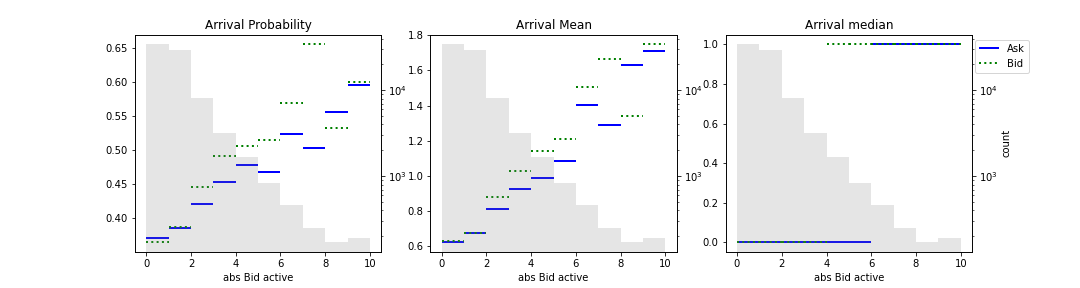 Arrival Probability
0.65
0.60
0.55
0.50
0.45
0.40
10⁴
10³
0 2 4 6 8 10
abs Bid active
Arrival Mean
1.8
1.6
1.4
1.2
1.0
0.8
0.6
10⁴
10³
0 2 4 6 8 10
abs Bid active
Arrival median
1.0
0.8
0.6
0.4
0.2
0.0
10⁴
10³
count
0 2 4 6 8 10
abs Bid active
Ask
Bid